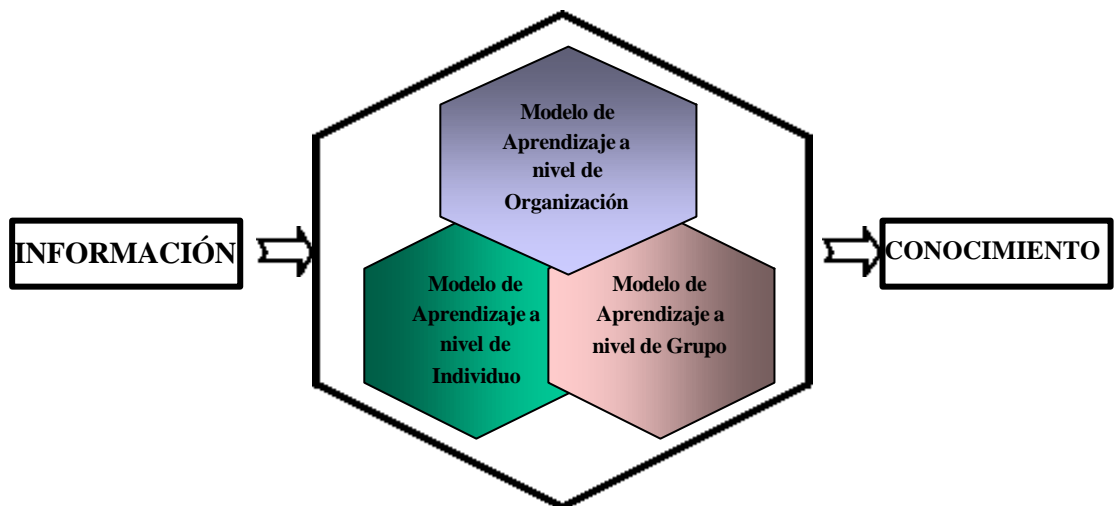 INFORMACIÓN
Modelo de
Aprendizaje a
nivel de
Organización
Modelo de
Aprendizaje a
nivel de
Individuo
Modelo de
Aprendizaje a
nivel de Grupo
CONOCIMIENTO